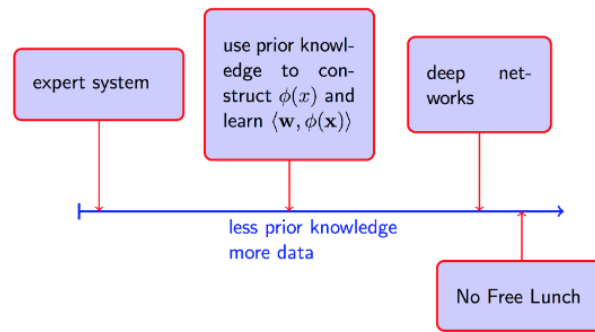 expert system
use prior knowl-
edge to con-
struct ϕ(x) and
learn ⟨w, ϕ(x)⟩
deep net-
works
less prior knowledge
more data
No Free Lunch